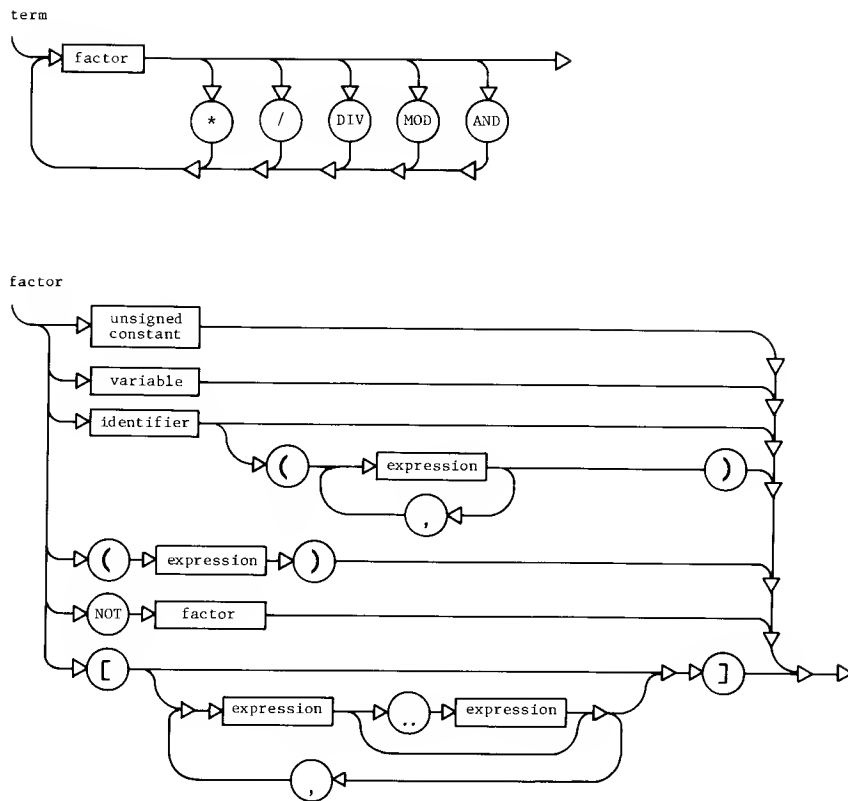 term
factor
* / DIV MOD AND
factor
unsigned
constant
variable
identifier
( expression )
,
( expression )
NOT factor
[ ]
expression .. expression
,